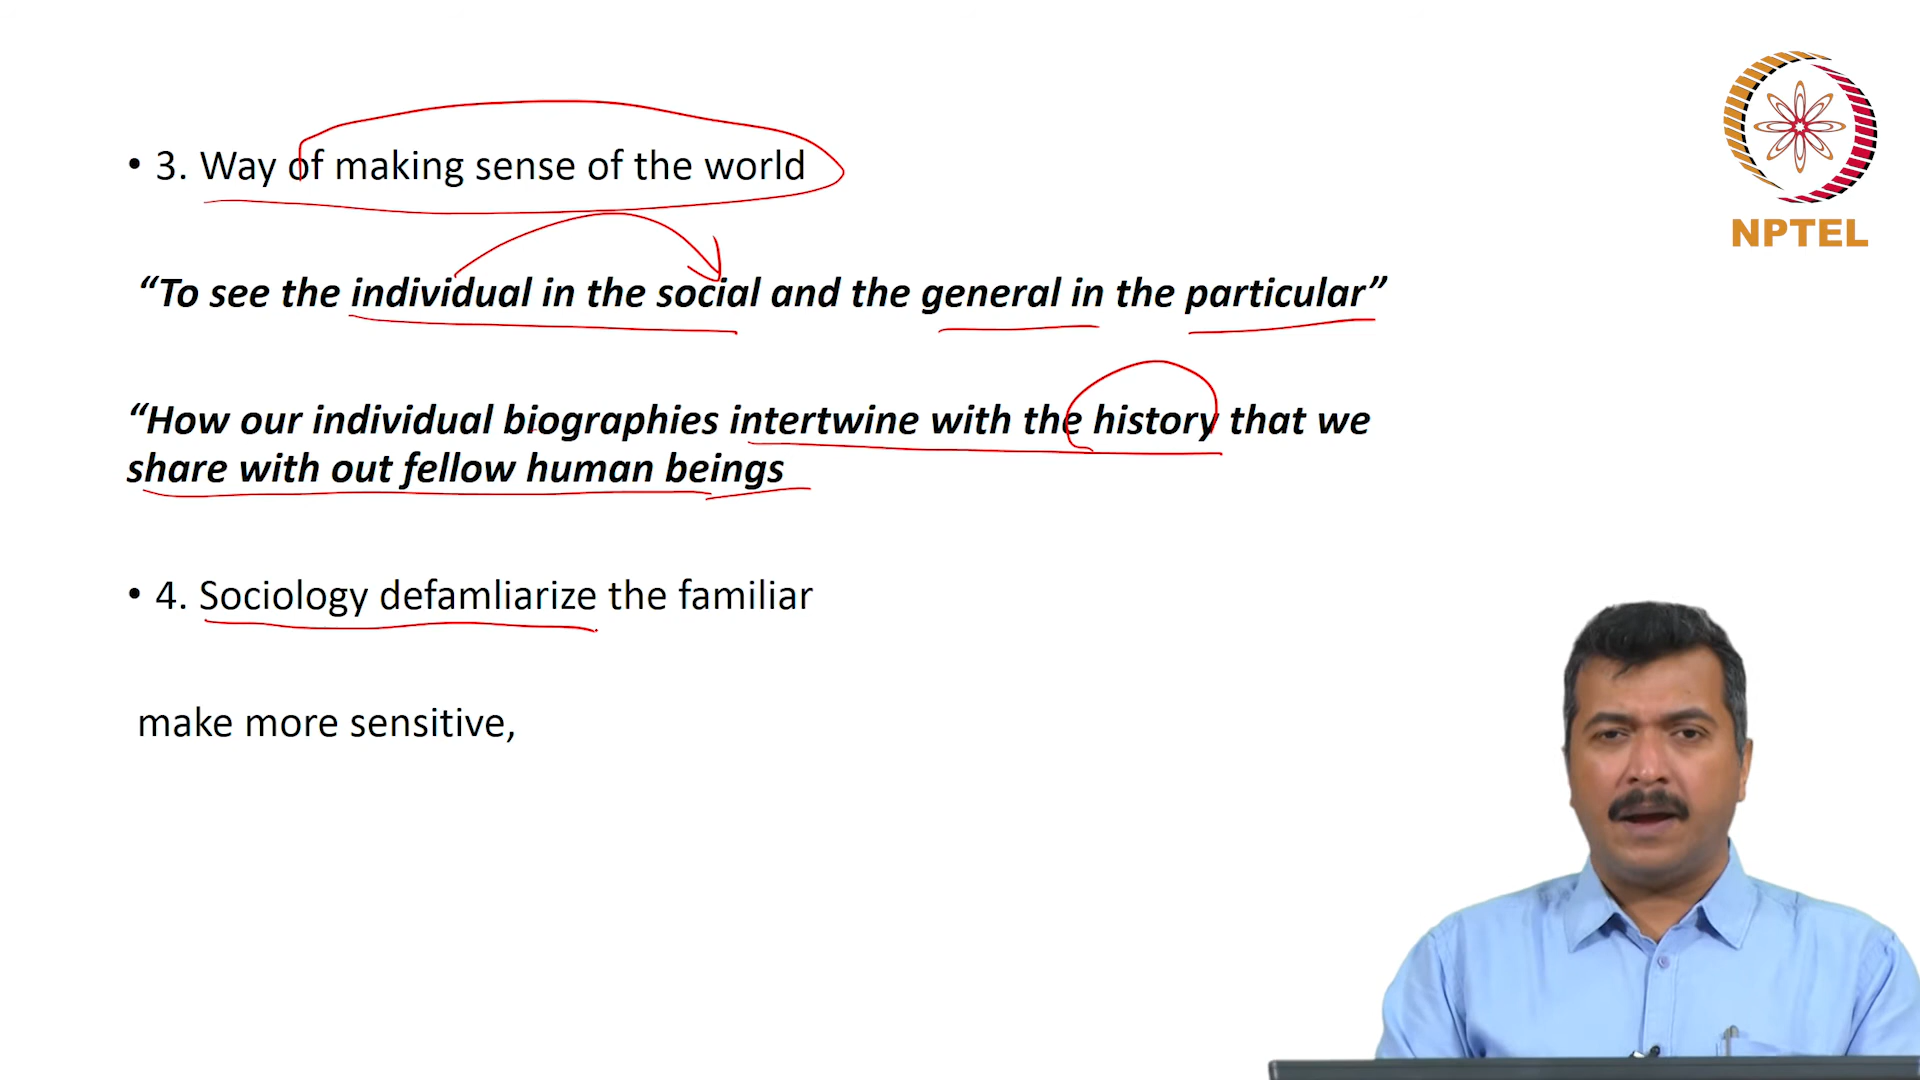 • 3. Way of making sense of the world
“To see the individual in the social and the general in the particular”
“How our individual biographies intertwine with the history that we
share with out fellow human beings
• 4. Sociology defamliarize the familiar
make more sensitive,
NPTEL